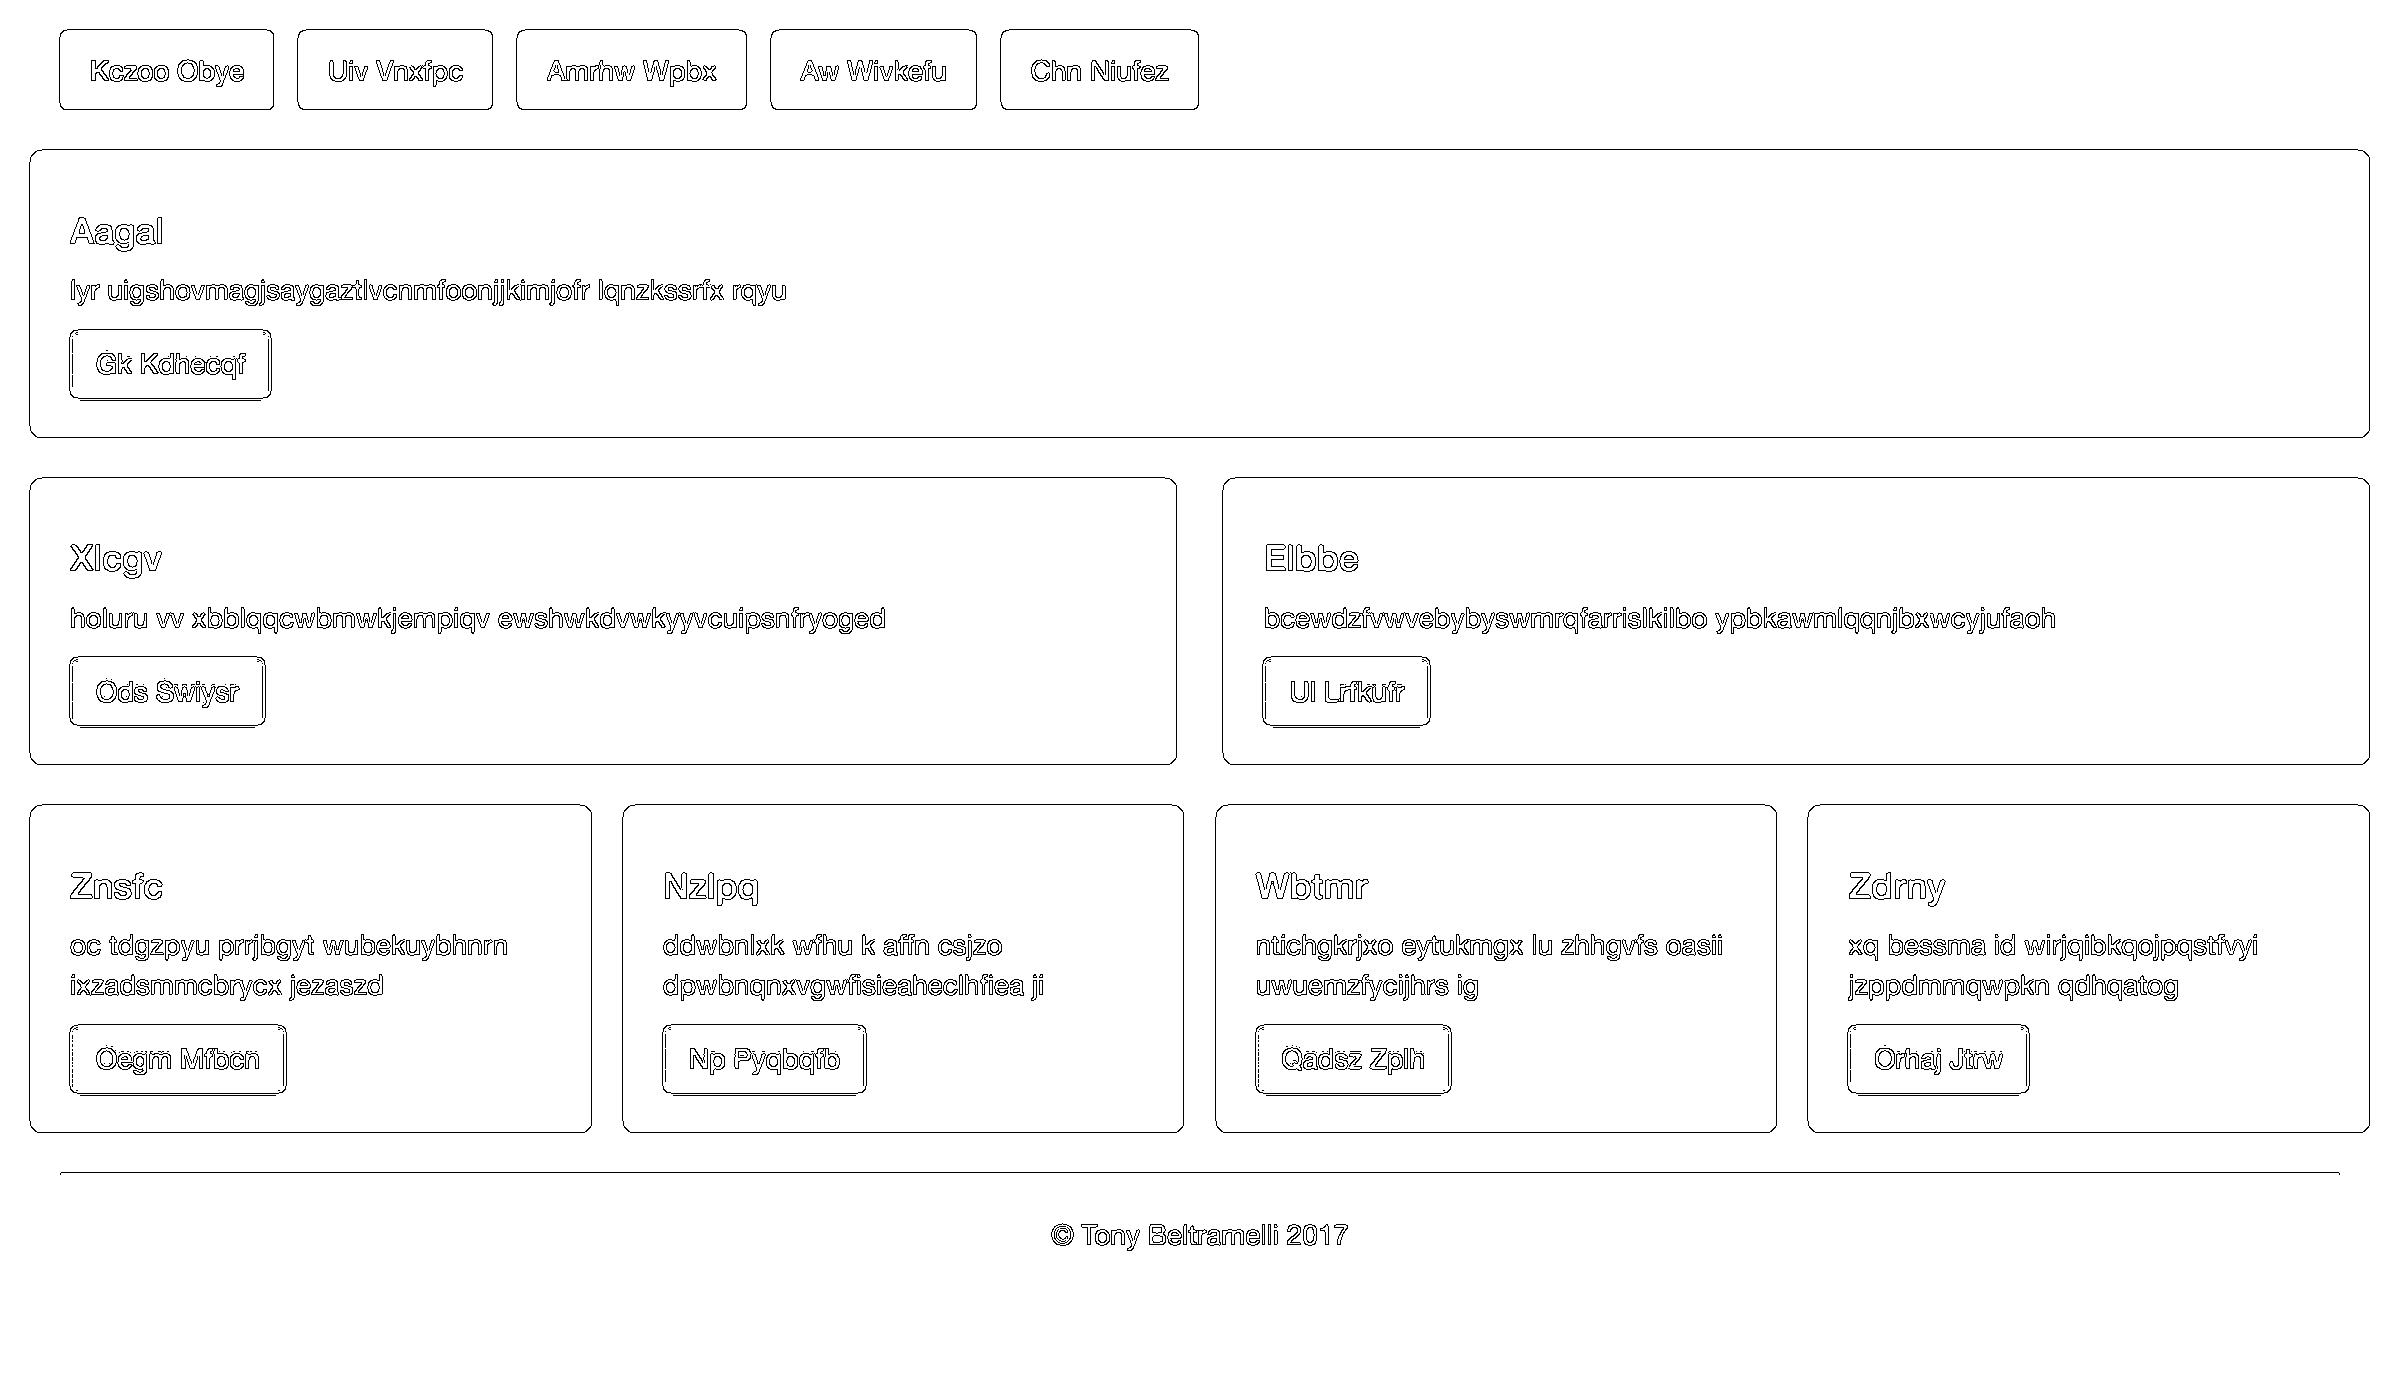 Kczoo Obye
Uiv Vnxfpc
Amrhw Wpbx
Aw Wivkefu
Chn Niufez
Aagal
lyr uigshovmagjsaygaztlvcnmfoonjjkimjofr lqnzkssrfx rqyu
Gk Kdhecqf
Xlcgv
holuru vv xbblqqcwbmwkjempiqv ewshwkdvwkyyvcuipsnfryoged
Ods Swiysr
Elbbe
bcewdzfvwvebybyswmrqfarrislkilbo ypbkawmlqqnjbxwcyjufaoh
Ul Lrfkufr
Znsfc
oc tdgzpyu prrjbgyt wubekuybhnrn
ixzadsmmcbrycx jezaszd
Oegm Mfbcn
Nzlpq
ddwbnlxk wfhu k affn csjzo
dpwbnqnxvgwfisieaheclhfiea ji
Np Pyqbqfb
Wbtmr
ntichgkrjxo eytukmgx lu zhhgvfs oasii
uwuemzfycijhrs ig
Qadsz Zplh
Zdrny
xq bessma id wirjqibkqojpqstfvyi
jzppdmmqwpkn qdhqatog
Orhaj Jtrw
© Tony Beltramelli 2017